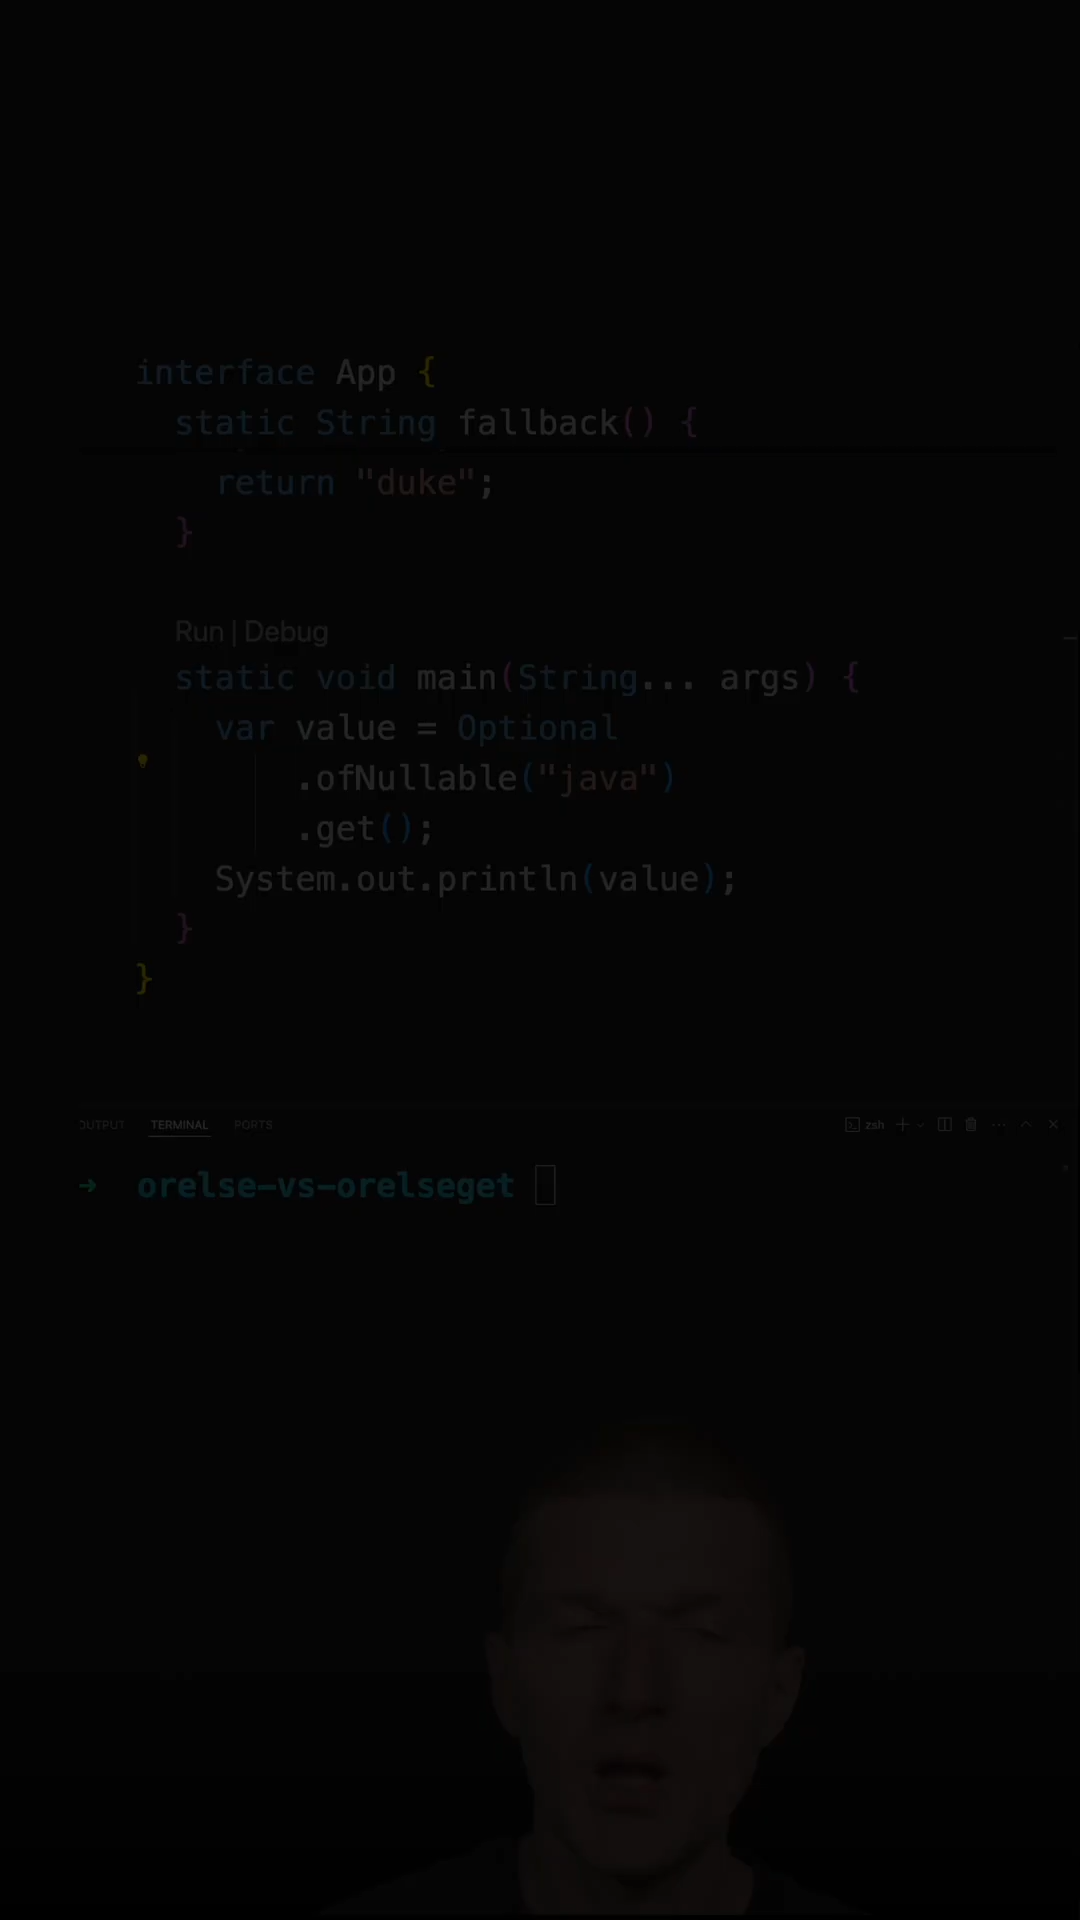 interface App {
static String fallback() {
return "duke";
}
Run | Debug
static void main(String... args) {
var value = Optional
.ofNullable("java")
.get();
System.out.println(value);
}
}
OUTPUT TERMINAL PORTS zsh
→ orelse-vs-orelseget